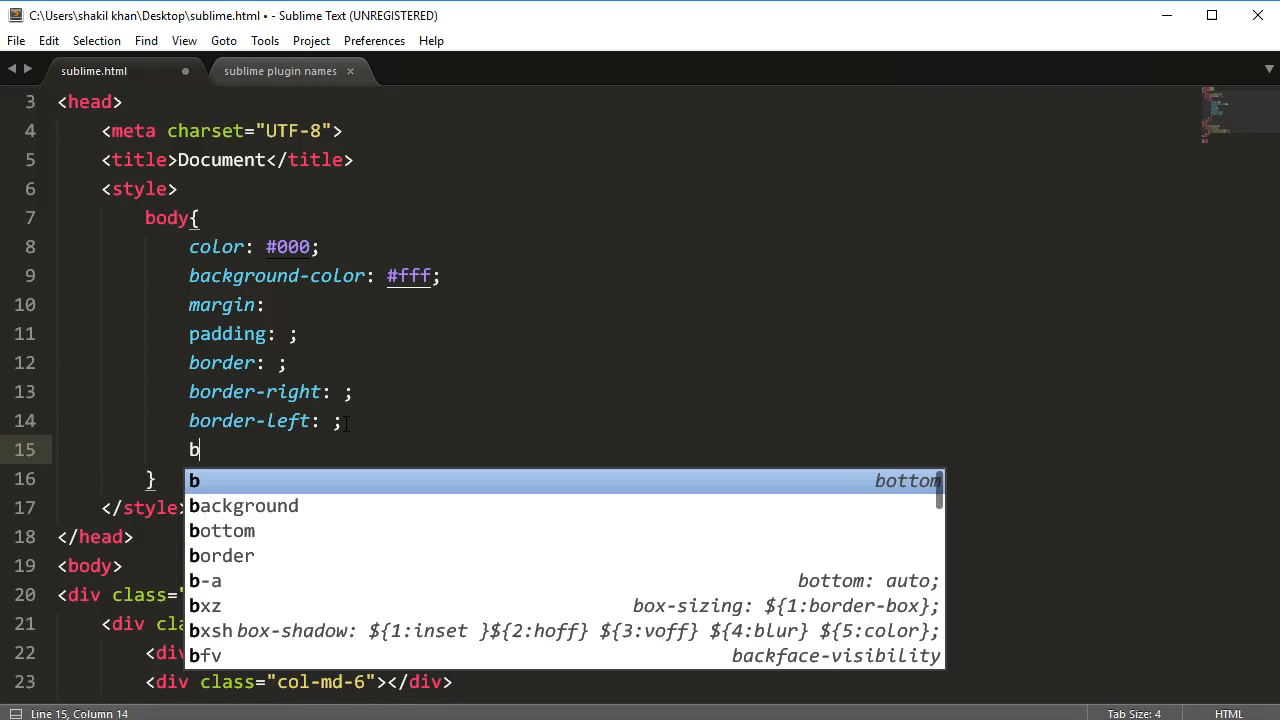 C:\Users\shakil khan\Desktop\sublime.html • - Sublime Text (UNREGISTERED)
File Edit Selection Find View Goto Tools Project Preferences Help
sublime.html sublime plugin names
3 <head>
4 <meta charset="UTF-8">
5 <title>Document</title>
6 <style>
7 body{
8 color: #000;
9 background-color: #fff;
10 margin:
11 padding: ;
12 border: ;
13 border-right: ;
14 border-left: ;
15 b
16 }
b bottom
background
17 </style>
bottom
18 </head>
border
19 <body>
b-a bottom: auto;
20 <div class="
bxz box-sizing: ${1:border-box};
21 <div cla
bxsh box-shadow: ${1:inset }${2:hoff} ${3:voff} ${4:blur} ${5:color};
22 <div
bfv backface-visibility
23 <div class="col-md-6"></div>
Line 15, Column 14 Tab Size: 4 HTML